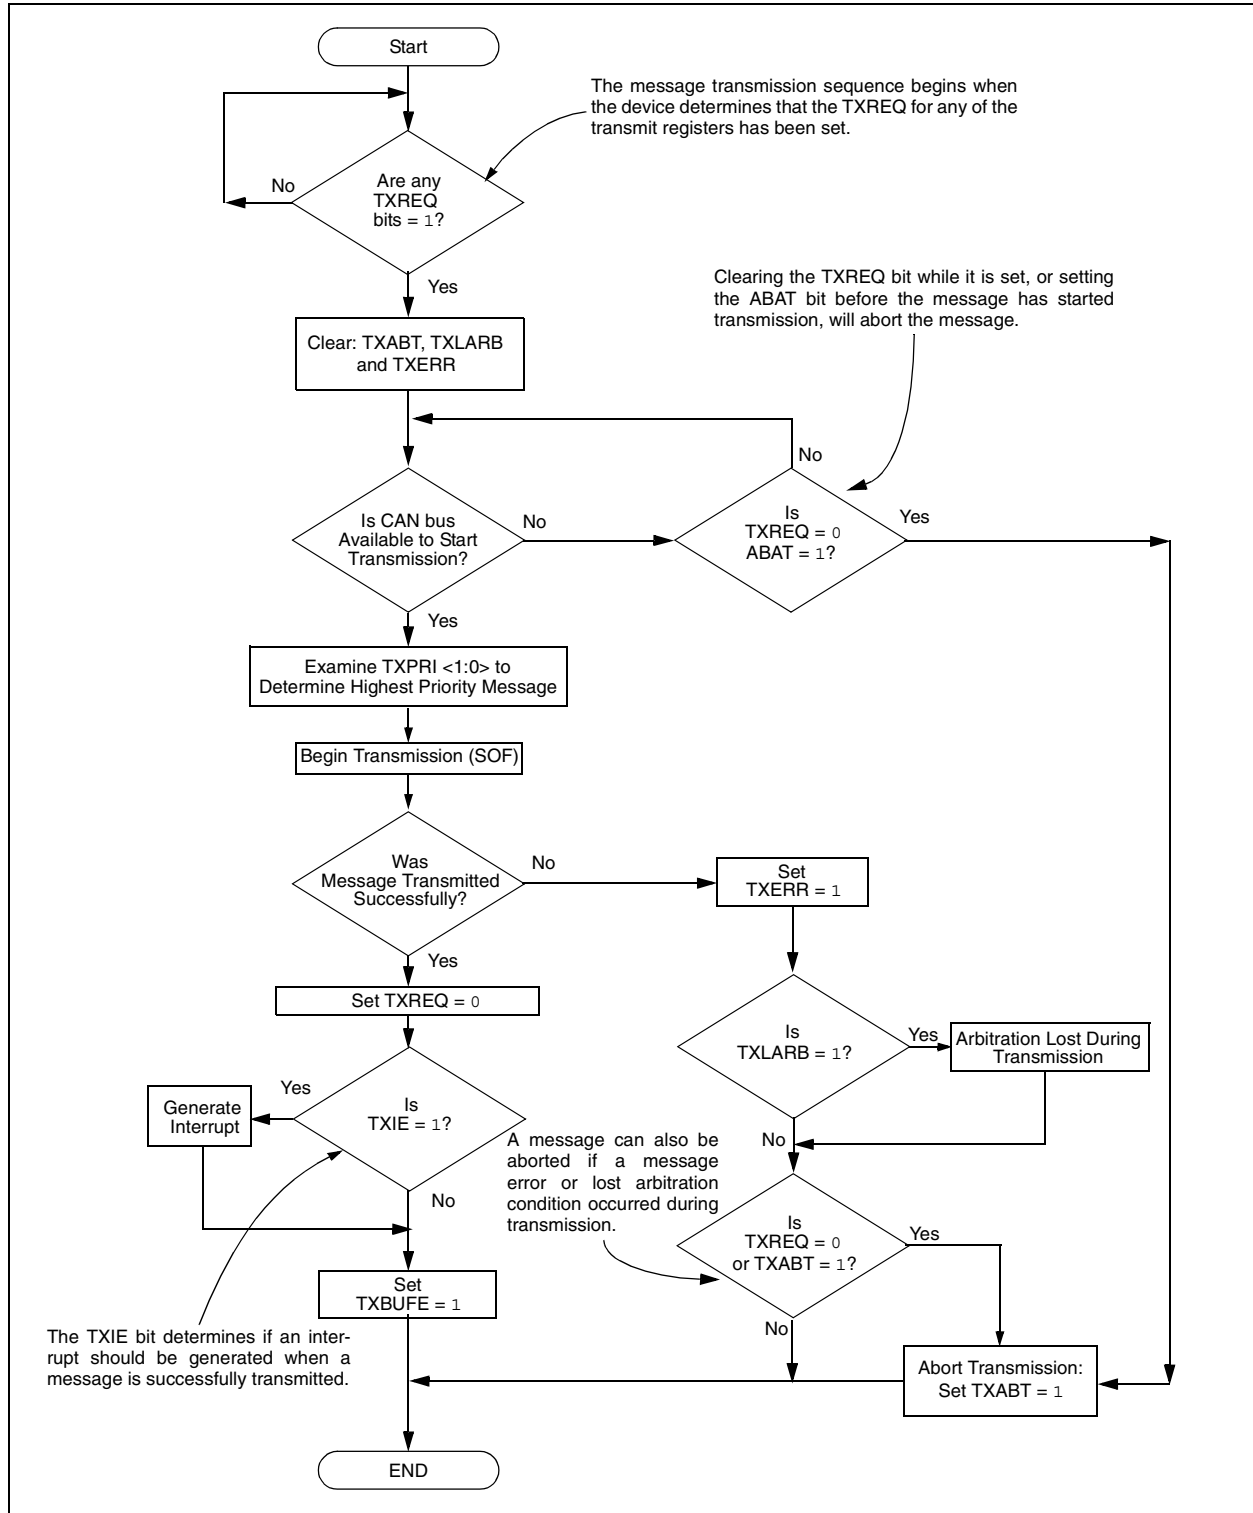 Start
The message transmission sequence begins when
the device determines that the TXREQ for any of the
transmit registers has been set.
No
Are any
TXREQ
bits = 1?
Yes
Clearing the TXREQ bit while it is set, or setting
the ABAT bit before the message has started
transmission, will abort the message.
Clear: TXABT, TXLARB
and TXERR
No
Is CAN bus
Available to Start
Transmission?
No
Is
TXREQ = 0
ABAT = 1?
Yes
Yes
Examine TXPRI <1:0> to
Determine Highest Priority Message
Begin Transmission (SOF)
Was
Message Transmitted
Successfully?
No
Set
TXERR = 1
Yes
Set TXREQ = 0
Is
TXLARB = 1?
Yes
Arbitration Lost During
Transmission
Yes
Generate
Interrupt
Is
TXIE = 1?
No
A message can also be
aborted if a message
error or lost arbitration
condition occurred during
transmission.
No
Is
TXREQ = 0
or TXABT = 1?
Yes
Set
TXBUFE = 1
No
The TXIE bit determines if an inter-
rupt should be generated when a
message is successfully transmitted.
Abort Transmission:
Set TXABT = 1
END